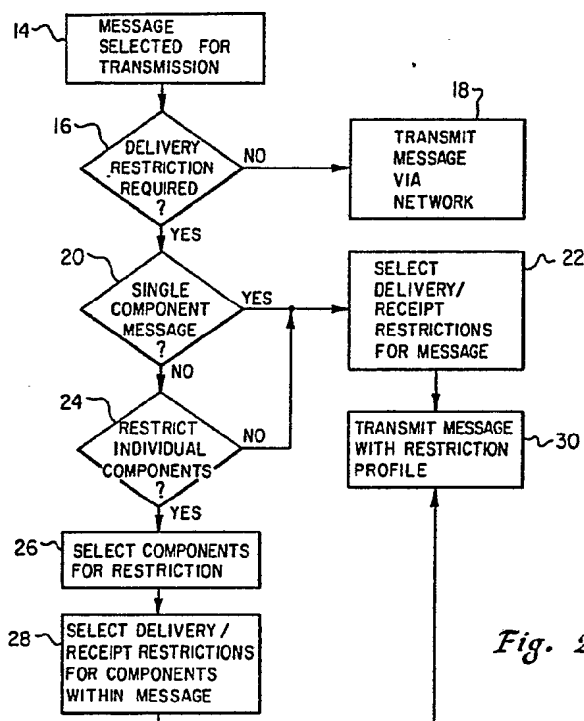 14
MESSAGE
SELECTED FOR
TRANSMISSION
16
DELIVERY
RESTRICTION
REQUIRED
?
NO
18
TRANSMIT
MESSAGE
VIA
NETWORK
YES
20
SINGLE
COMPONENT
MESSAGE
?
YES
22
SELECT
DELIVERY/
RECEIPT
RESTRICTIONS
FOR MESSAGE
NO
24
RESTRICT
INDIVIDUAL
COMPONENTS
?
NO
TRANSMIT MESSAGE
WITH RESTRICTION
PROFILE
30
YES
26
SELECT COMPONENTS
FOR RESTRICTION
28
SELECT DELIVERY/
RECEIPT RESTRICTIONS
FOR COMPONENTS
WITHIN MESSAGE
Fig. 2